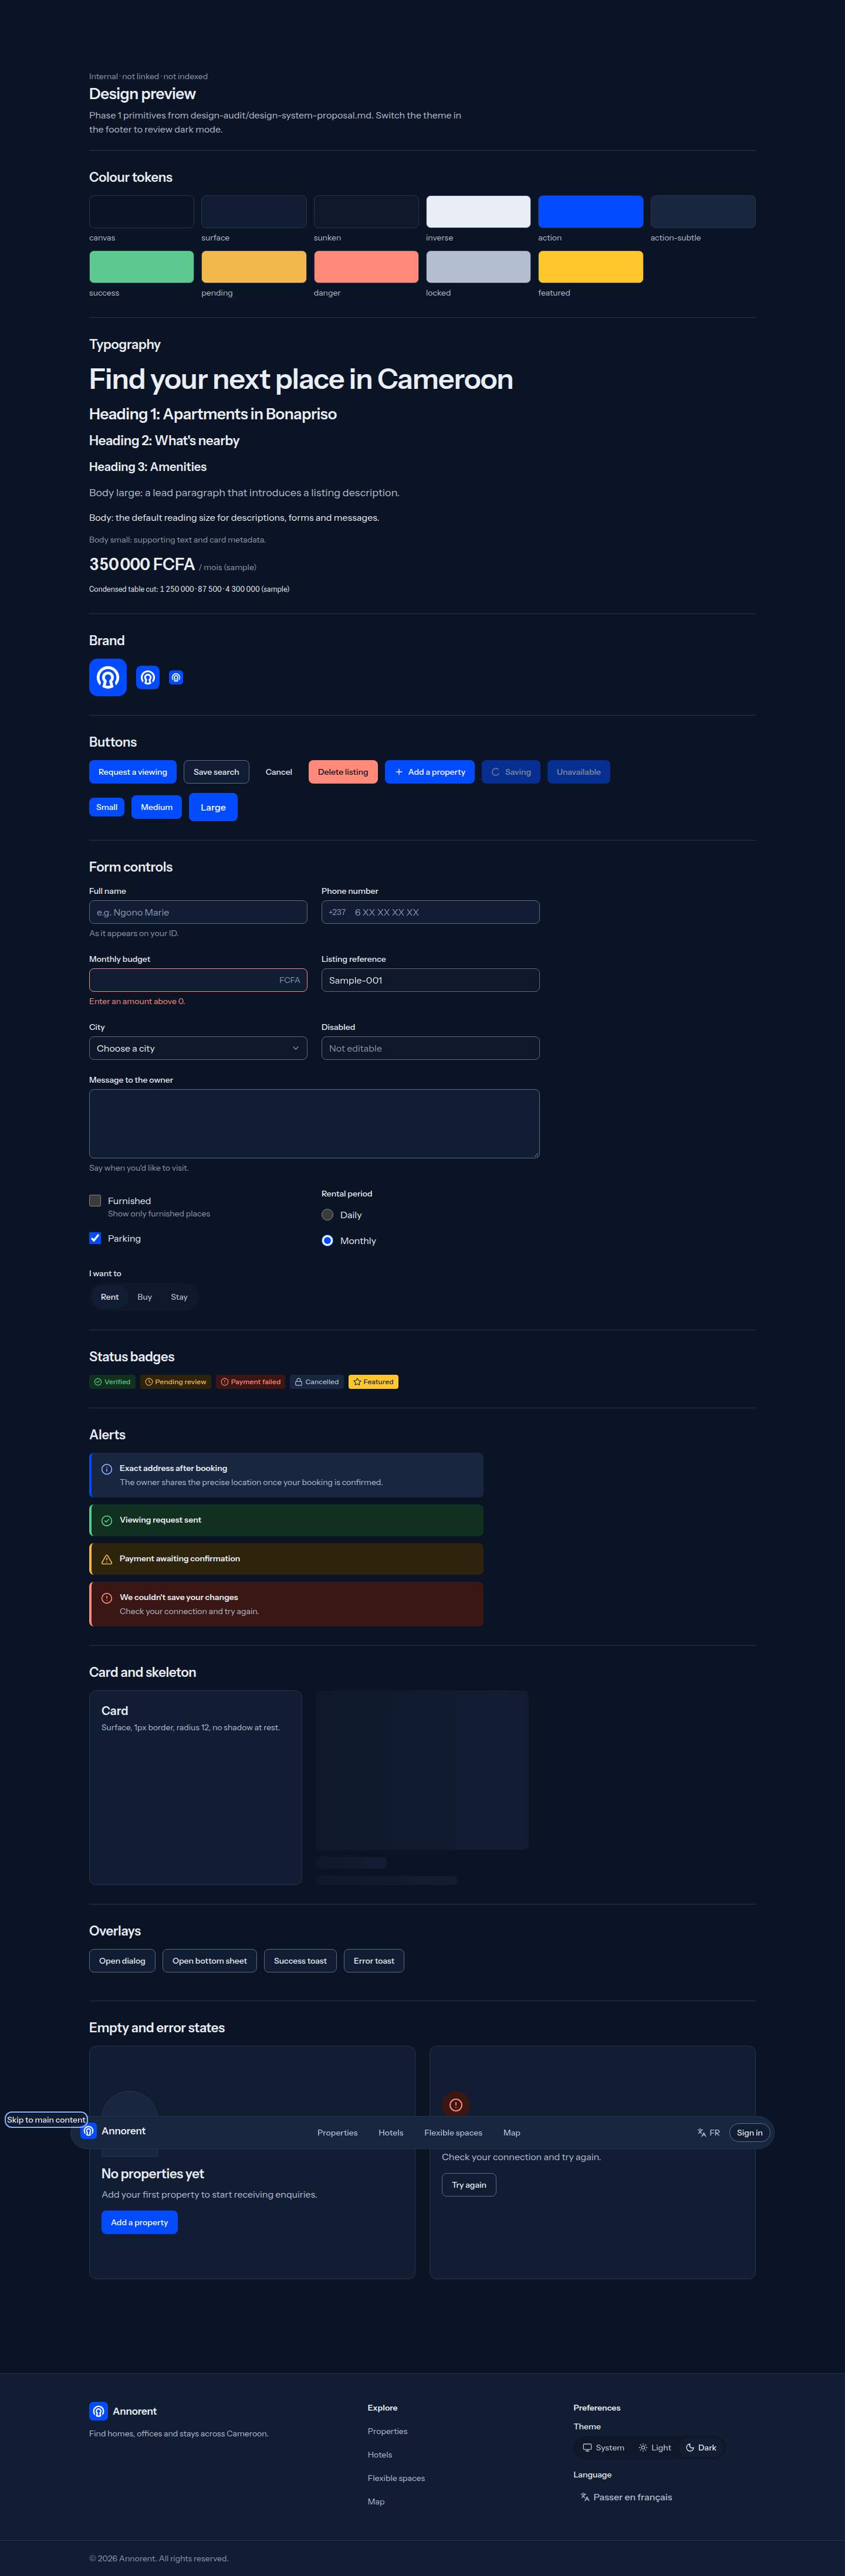 Internal · not linked · not indexed
Design preview
Phase 1 primitives from design-audit/design-system-proposal.md. Switch the theme in
the footer to review dark mode.
Colour tokens
canvas
surface
sunken
inverse
action
action-subtle
success
pending
danger
locked
featured
Typography
Find your next place in Cameroon
Heading 1: Apartments in Bonapriso
Heading 2: What's nearby
Heading 3: Amenities
Body large: a lead paragraph that introduces a listing description.
Body: the default reading size for descriptions, forms and messages.
Body small: supporting text and card metadata.
350 000 FCFA / mois (sample)
Condensed table cut: 1 250 000 · 87 500 · 4 300 000 (sample)
Brand
Buttons
Request a viewing
Save search
Cancel
Delete listing
Add a property
Saving
Unavailable
Small
Medium
Large
Form controls
Full name
Phone number
e.g. Ngono Marie
+237 6 XX XX XX XX
As it appears on your ID.
Monthly budget
Listing reference
FCFA
Sample-001
Enter an amount above 0.
City
Disabled
Choose a city
Not editable
Message to the owner
Say when you'd like to visit.
Furnished
Show only furnished places
Parking
Rental period
Daily
Monthly
I want to
Rent
Buy
Stay
Status badges
Verified
Pending review
Payment failed
Cancelled
Featured
Alerts
Exact address after booking
The owner shares the precise location once your booking is confirmed.
Viewing request sent
Payment awaiting confirmation
We couldn't save your changes
Check your connection and try again.
Card and skeleton
Card
Surface, 1px border, radius 12, no shadow at rest.
Overlays
Open dialog
Open bottom sheet
Success toast
Error toast
Empty and error states
Skip to main content
Annorent
Properties
Hotels
Flexible spaces
Map
FR
Sign in
No properties yet
Add your first property to start receiving enquiries.
Add a property
Check your connection and try again.
Try again
Annorent
Find homes, offices and stays across Cameroon.
Explore
Properties
Hotels
Flexible spaces
Map
Preferences
Theme
System
Light
Dark
Language
Passer en français
© 2026 Annorent. All rights reserved.